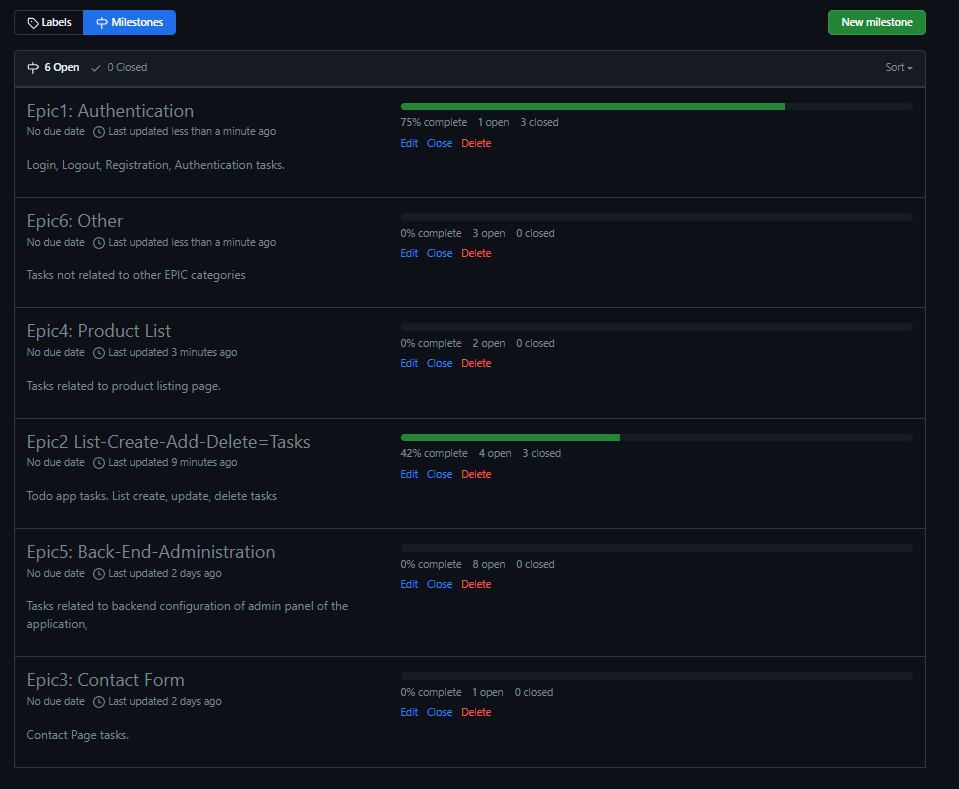 Labels Milestones New milestone
6 Open 0 Closed Sort
Epic1: Authentication
No due date Last updated less than a minute ago
Login, Logout, Registration, Authentication tasks.
75% complete 1 open 3 closed
Edit Close Delete
Epic6: Other
No due date Last updated less than a minute ago
Tasks not related to other EPIC categories
0% complete 3 open 0 closed
Edit Close Delete
Epic4: Product List
No due date Last updated 3 minutes ago
Tasks related to product listing page.
0% complete 2 open 0 closed
Edit Close Delete
Epic2 List-Create-Add-Delete=Tasks
No due date Last updated 9 minutes ago
Todo app tasks. List create, update, delete tasks
42% complete 4 open 3 closed
Edit Close Delete
Epic5: Back-End-Administration
No due date Last updated 2 days ago
Tasks related to backend configuration of admin panel of the
application,
0% complete 8 open 0 closed
Edit Close Delete
Epic3: Contact Form
No due date Last updated 2 days ago
Contact Page tasks.
0% complete 1 open 0 closed
Edit Close Delete